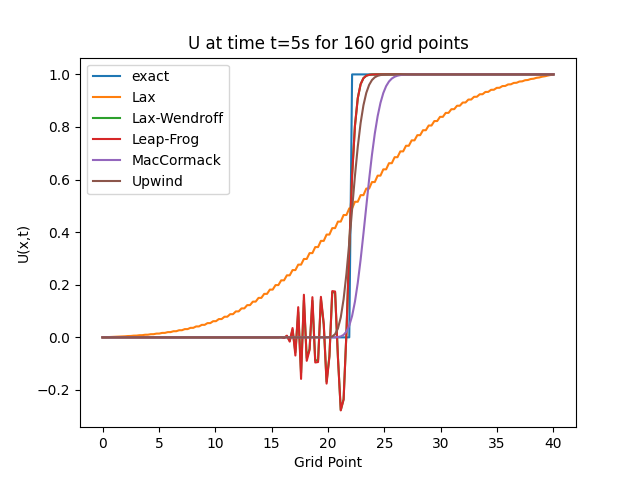 U at time t=5s for 160 grid points
exact
Lax
Lax-Wendroff
Leap-Frog
MacCormack
Upwind
U(x,t)
1.0
0.8
0.6
0.4
0.2
0.0
−0.2
0 5 10 15 20 25 30 35 40
Grid Point